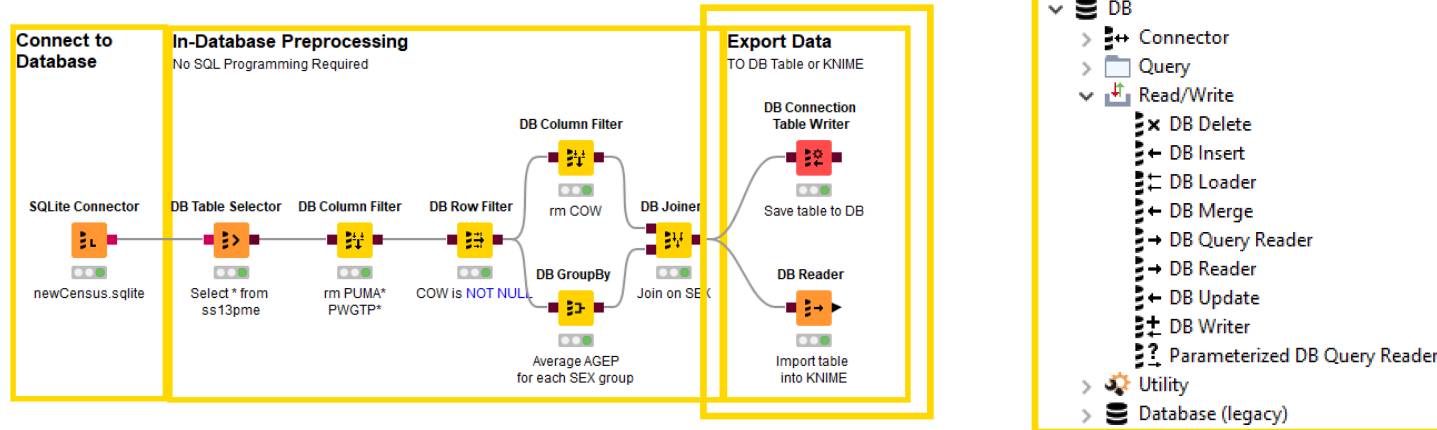 Connect to
Database
In-Database Preprocessing
No SQL Programming Required
Export Data
TO DB Table or KNIME
SQLite Connector
newCensus.sqlite
DB Table Selector
Select * from
ss13pme
DB Column Filter
rm PUMA*
PWGTP*
DB Row Filter
COW is NOT NULL
DB Column Filter
rm COW
DB GroupBy
Average AGEP
for each SEX group
DB Joiner
Join on SEX
DB Connection
Table Writer
Save table to DB
DB Reader
Import table
into KNIME
DB
Connector
Query
Read/Write
DB Delete
DB Insert
DB Loader
DB Merge
DB Query Reader
DB Reader
DB Update
DB Writer
Parameterized DB Query Reader
Utility
Database (legacy)